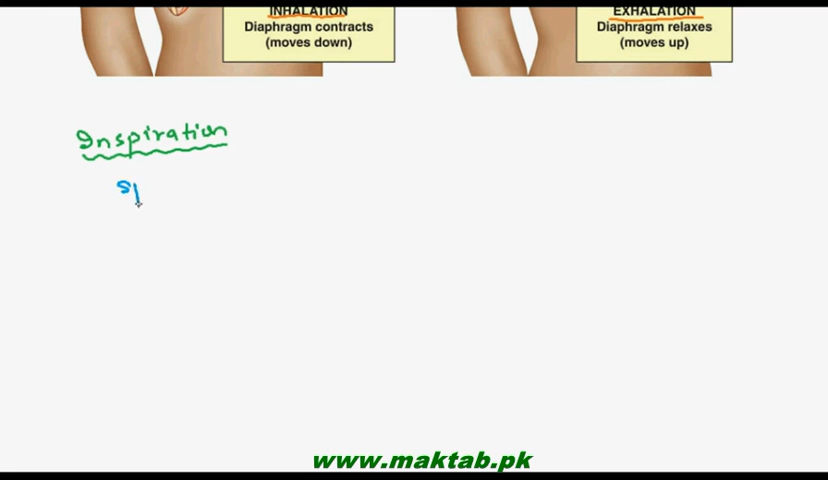 INHALATION
Diaphragm contracts
(moves down)
EXHALATION
Diaphragm relaxes
(moves up)
Inspiration
www.maktab.pk